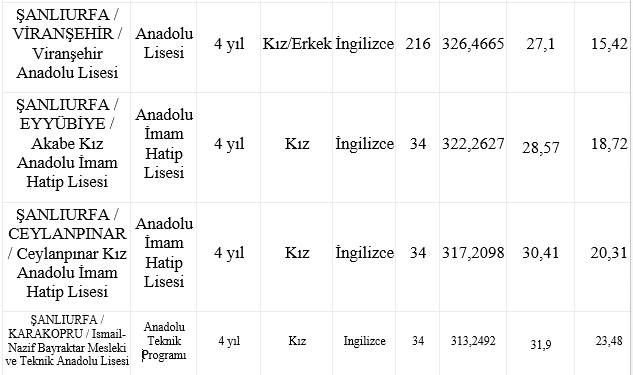 ŞANLIURFA /
VİRANŞEHİR /
Viranşehir
Anadolu Lisesi
Anadolu
Lisesi
4 yıl
Kız/Erkek
İngilizce
216
326,4665
27,1
15,42
ŞANLIURFA /
EYYÜBİYE /
Akabe Kız
Anadolu İmam
Hatip Lisesi
Anadolu
İmam
Hatip
Lisesi
4 yıl
Kız
İngilizce
34
322,2627
28,57
18,72
ŞANLIURFA /
CEYLANPINAR
/ Ceylanpınar Kız
Anadolu İmam
Hatip Lisesi
Anadolu
İmam
Hatip
Lisesi
4 yıl
Kız
İngilizce
34
317,2098
30,41
20,31
ŞANLIURFA /
KARAKOPRU / Ismail-
Nazif Bayraktar Mesleki
ve Teknik Anadolu Lisesi
Anadolu
Teknik
Programı
4 yıl
Kız
Ingilizce
34
313,2492
31,9
23,48